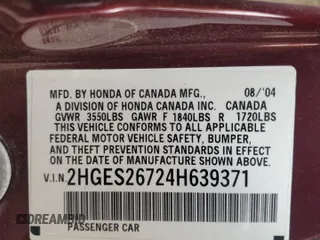 MFD. BY HONDA OF CANADA MFG., 08/'04
A DIVISION OF HONDA CANADA INC. CANADA
GVWR 3550LBS GAWR F 1840LBS R 1720LBS
THIS VEHICLE CONFORMS TO ALL APPLICABLE
FEDERAL MOTOR VEHICLE SAFETY, BUMPER, AND
THEFT PREVENTION STANDARDS IN EFFECT ON THE
DATE OF MANUFACTURE SHOWN ABOVE.
V.I.N. 2HGES26724H639371
PASSENGER CAR
DREAMBID